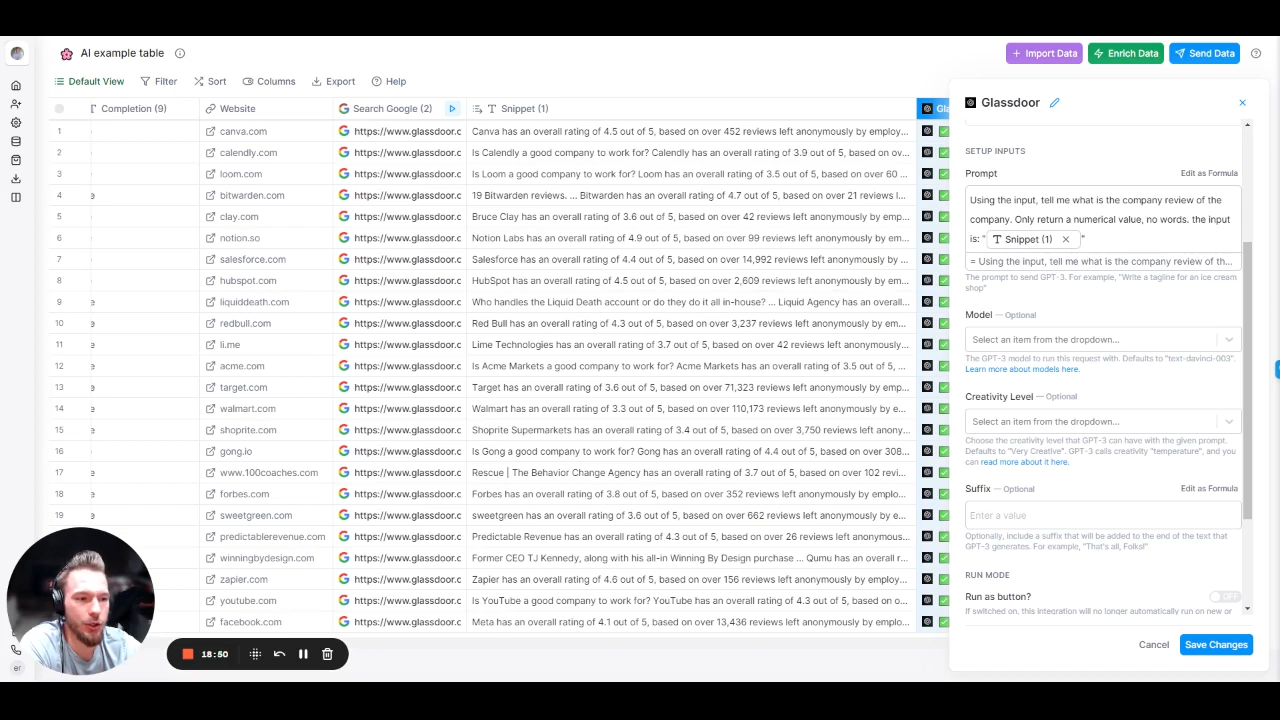 AI example table
Import Data
Enrich Data
Send Data
Default View
Filter
Sort
Columns
Export
Help
Completion (9)
Website
Search Google (2)
Snippet (1)
1 canva.com https://www.glassdoor.c Canva has an overall rating of 4.5 out of 5, based on over 452 reviews left anonymously by employ...
2 calendly.com https://www.glassdoor.c Is Calendly a good company to work for? Calendly has an overall rating of 3.9 out of 5, based on ov...
3 loom.com https://www.glassdoor.c Is Loom a good company to work for? Loom has an overall rating of 3.5 out of 5, based on over 60 ...
4 bitwarden.com https://www.glassdoor.c 19 Bitwarden reviews. ... Bitwarden has an overall rating of 4.7 out of 5, based on over 21 reviews l...
5 clay.com https://www.glassdoor.c Bruce Clay has an overall rating of 3.6 out of 5, based on over 42 reviews left anonymously by emp...
6 notion.so https://www.glassdoor.c Notion Labs has an overall rating of 4.9 out of 5, based on over 99 reviews left anonymously by em...
7 salesforce.com https://www.glassdoor.c Salesforce has an overall rating of 4.4 out of 5, based on over 14,992 reviews left anonymously by ...
8 hubspot.com https://www.glassdoor.c HubSpot has an overall rating of 4.5 out of 5, based on over 2,609 reviews left anonymously by em...
9 liquiddeath.com https://www.glassdoor.c Who handles the Liquid Death account or do they do it all in-house? ... Liquid Agency has an overall...
10 redbull.com https://www.glassdoor.c Red Bull has an overall rating of 4.3 out of 5, based on over 3,237 reviews left anonymously by em...
11 li.me https://www.glassdoor.c Lime Technologies has an overall rating of 3.7 out of 5, based on over 42 reviews left anonymously ...
12 acme.com https://www.glassdoor.c Is Acme Markets a good company to work for? Acme Markets has an overall rating of 3.5 out of 5, ...
13 target.com https://www.glassdoor.c Target has an overall rating of 3.6 out of 5, based on over 71,323 reviews left anonymously by emp...
14 walmart.com https://www.glassdoor.c Walmart has an overall rating of 3.3 out of 5, based on over 110,173 reviews left anonymously by e...
15 shoprite.com https://www.glassdoor.c Shoprite Supermarkets has an overall rating of 3.4 out of 5, based on over 3,750 reviews left anony...
16 gong.io https://www.glassdoor.c Is Gong a good company to work for? Gong has an overall rating of 4.4 out of 5, based on over 308...
17 www.100coaches.com https://www.glassdoor.c Rescue | The Behavior Change Agency has an overall rating of 3.7 out of 5, based on over 102 revi...
18 forbes.com https://www.glassdoor.c Forbes has an overall rating of 3.8 out of 5, based on over 352 reviews left anonymously by emplo...
19 sweetgreen.com https://www.glassdoor.c sweetgreen has an overall rating of 3.6 out of 5, based on over 662 reviews left anonymously by e...
predictablerevenue.com https://www.glassdoor.c Predictable Revenue has an overall rating of 4.2 out of 5, based on over 26 reviews left anonymous...
winningbydesign.com https://www.glassdoor.c Former CEO TJ Kennedy, along with his all-in Winning By Design purchase ... Qumu has an overall r...
zapier.com https://www.glassdoor.c Zapier has an overall rating of 4.6 out of 5, based on over 156 reviews left anonymously by employ...
youtube.com https://www.glassdoor.c Is YouTube a good company to work for? YouTube has an overall rating of 4.3 out of 5, based on o...
facebook.com https://www.glassdoor.c Meta has an overall rating of 4.1 out of 5, based on over 13,436 reviews left anonymously by empl...
er
18:50
Glassdoor
SETUP INPUTS
Prompt Edit as Formula
Using the input, tell me what is the company review of the
company. Only return a numerical value, no words. the input
is: " Snippet (1) "
= Using the input, tell me what is the company review of th...
The prompt to send GPT-3. For example, "Write a tagline for an ice cream
shop"
Model — Optional
Select an item from the dropdown...
The GPT-3 model to run this request with. Defaults to "text-davinci-003".
Learn more about models here.
Creativity Level — Optional
Select an item from the dropdown...
Choose the creativity level that GPT-3 can have with the given prompt.
Defaults to "Very Creative". GPT-3 calls creativity "temperature", and you
can read more about it here.
Suffix — Optional Edit as Formula
Enter a value
Optionally, include a suffix that will be added to the end of the text that
GPT-3 generates. For example, "That's all, Folks!"
RUN MODE
Run as button? OFF
If switched on, this Integration will no longer automatically run on new or
Cancel
Save Changes